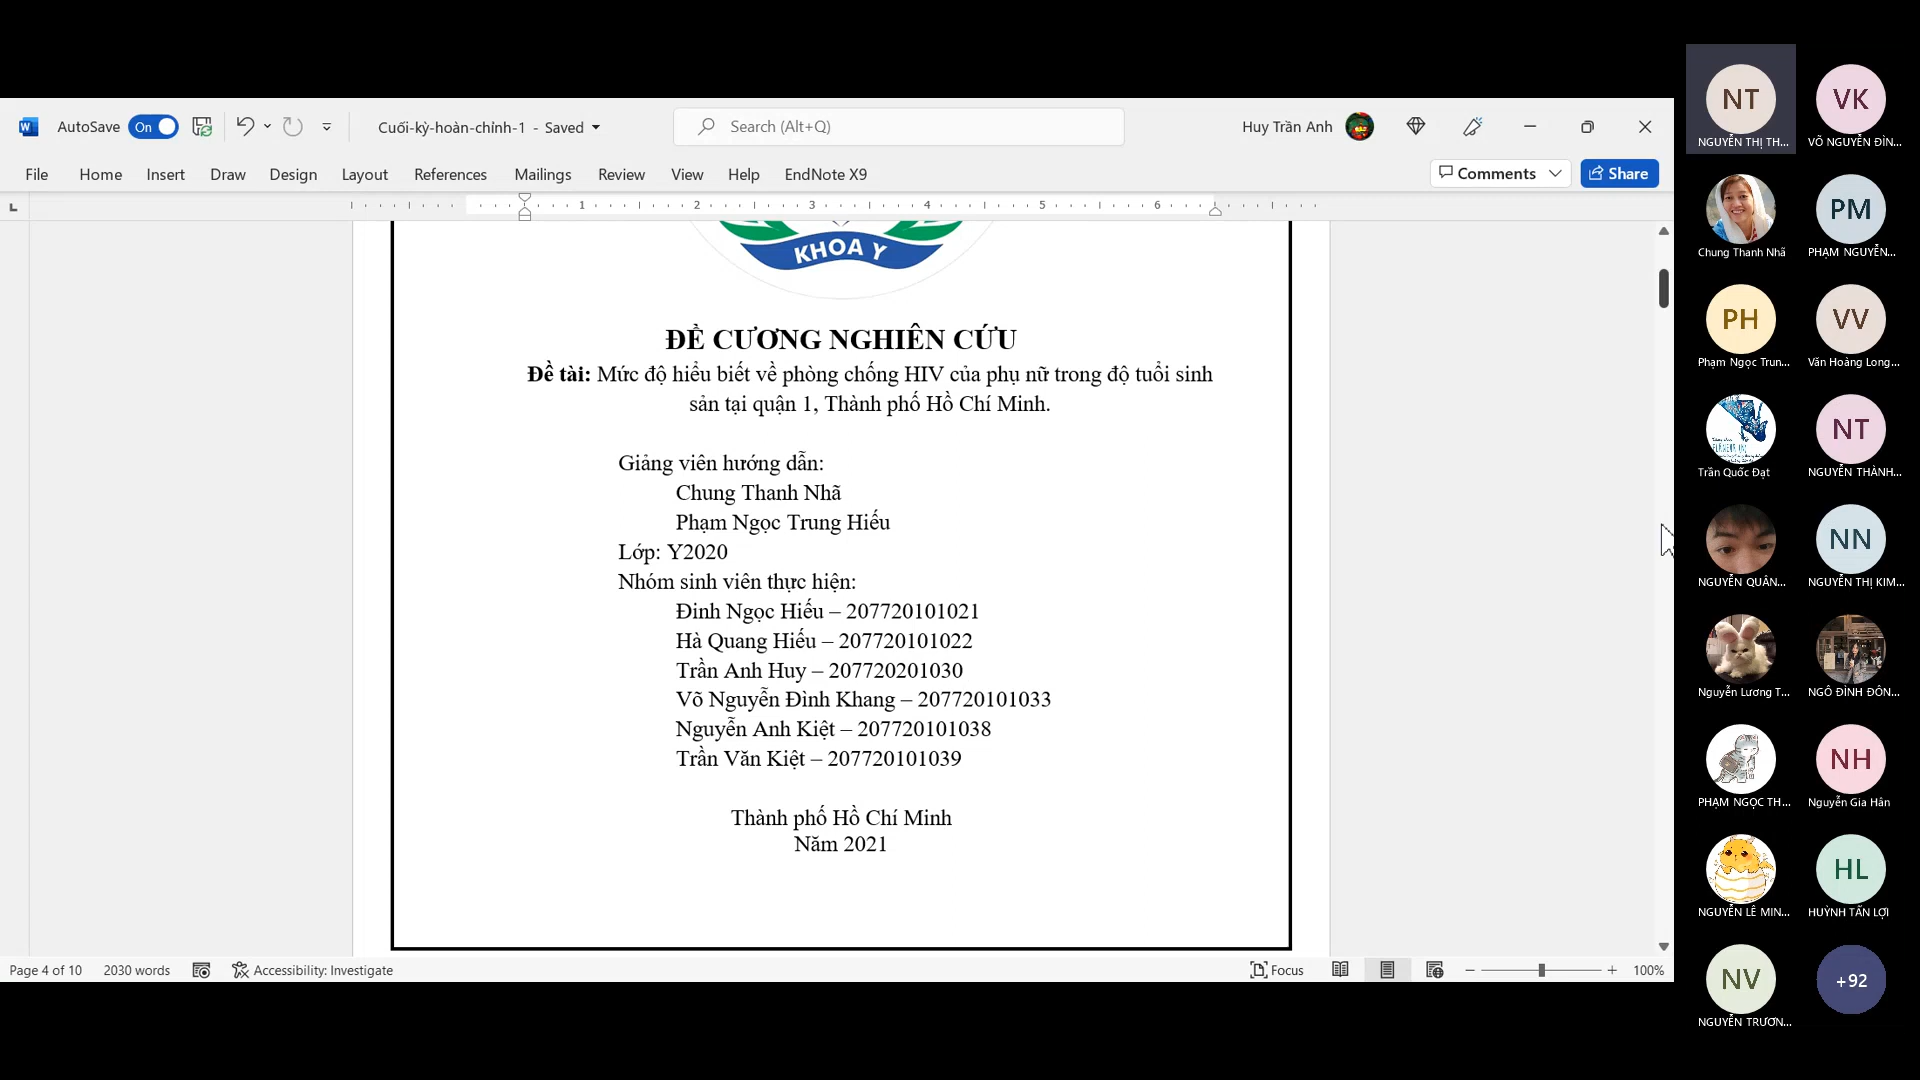 AutoSave On Cuối-kỳ-hoàn-chỉnh-1 - Saved Search (Alt+Q) Huy Trần Anh
File Home Insert Draw Design Layout References Mailings Review View Help EndNote X9 Comments Share
1 2 3 4 5 6
KHOA Y
ĐỀ CƯƠNG NGHIÊN CỨU
Đề tài: Mức độ hiểu biết về phòng chống HIV của phụ nữ trong độ tuổi sinh
sản tại quận 1, Thành phố Hồ Chí Minh.
Giảng viên hướng dẫn:
Chung Thanh Nhã
Phạm Ngọc Trung Hiếu
Lớp: Y2020
Nhóm sinh viên thực hiện:
Đinh Ngọc Hiếu – 207720101021
Hà Quang Hiếu – 207720101022
Trần Anh Huy – 207720201030
Võ Nguyễn Đình Khang – 207720101033
Nguyễn Anh Kiệt – 207720101038
Trần Văn Kiệt – 207720101039
Thành phố Hồ Chí Minh
Năm 2021
Page 4 of 10 2030 words Accessibility: Investigate Focus 100%
NT VK
NGUYỄN THỊ TH... VÕ NGUYỄN ĐÌN...
PM
Chung Thanh Nhã PHẠM NGUYỄN...
PH VV
Phạm Ngọc Trun... Văn Hoàng Long...
NT
Trần Quốc Đạt NGUYỄN THÀNH...
NN
NGUYỄN QUÂN... NGUYỄN THỊ KIM...
Nguyễn Lương T... NGÔ ĐÌNH ĐÔN...
NH
PHẠM NGỌC TH... Nguyễn Gia Hân
HL
NGUYỄN LÊ MIN... HUỲNH TẤN LỢI
NV +92
NGUYỄN TRƯƠN...